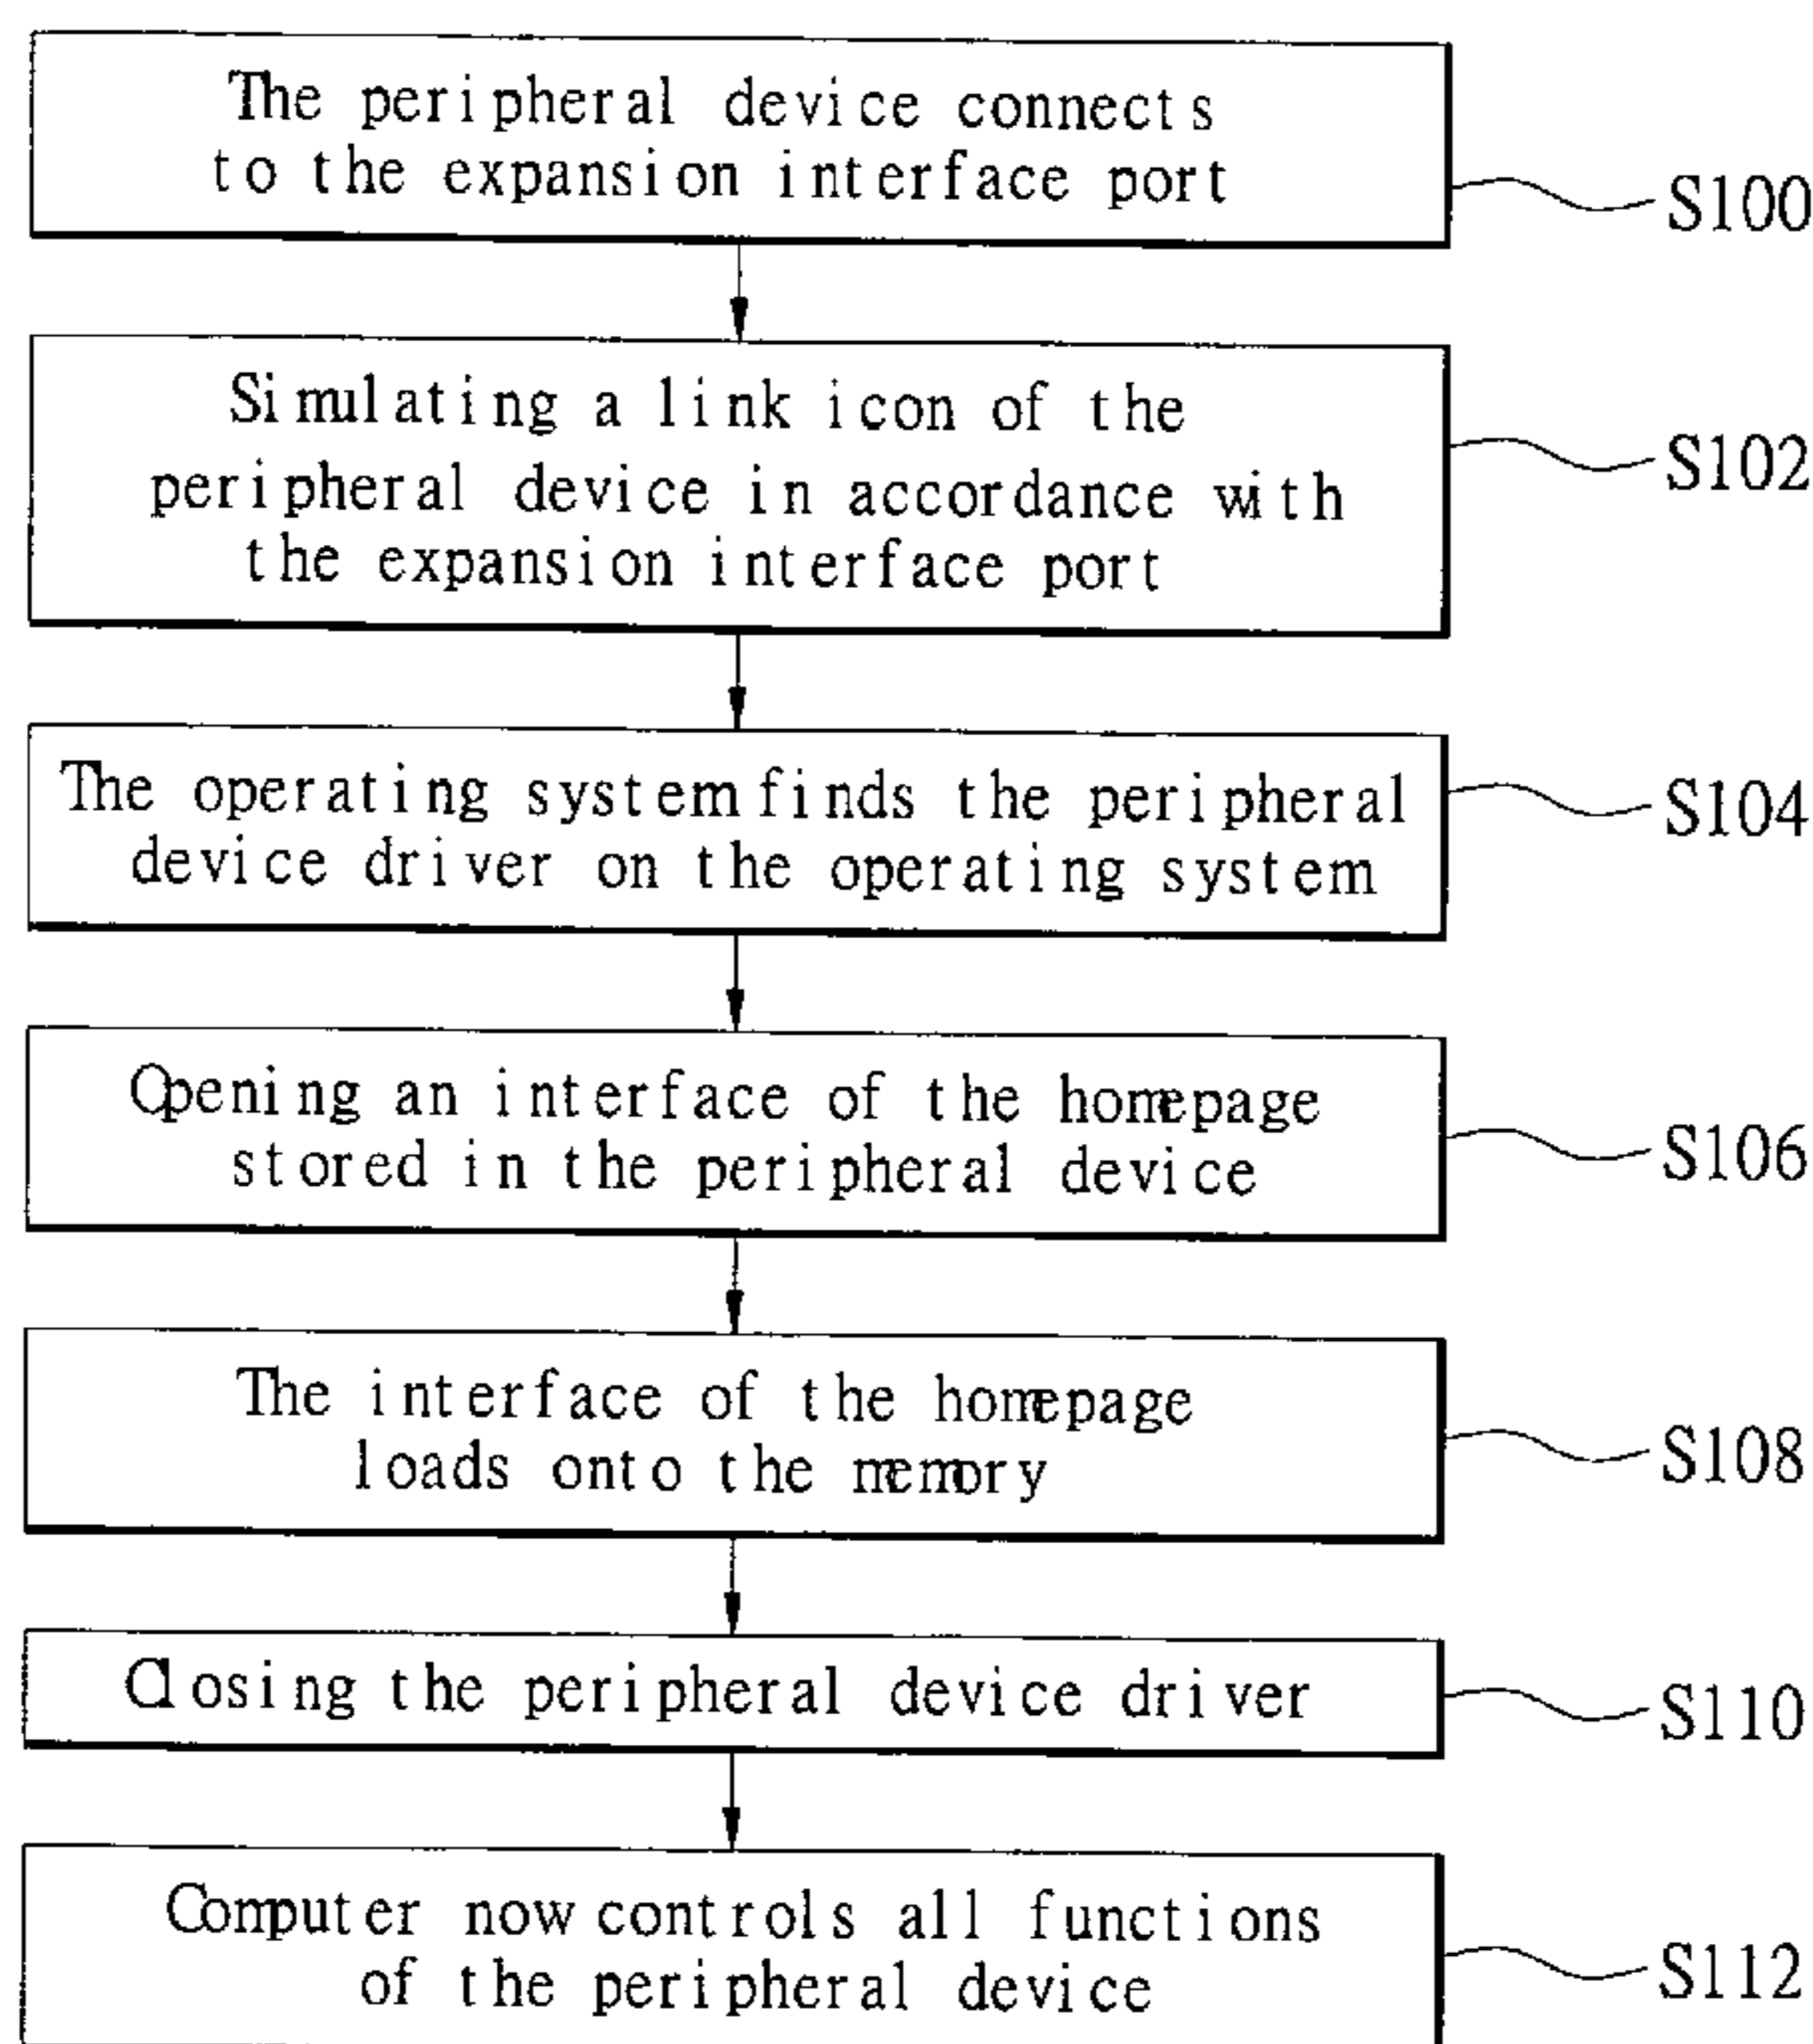 The peripheral device connects
to the expansion interface port
S100
Simulating a link icon of the
peripheral device in accordance with
the expansion interface port
S102
The operating system finds the peripheral
device driver on the operating system
S104
Opening an interface of the homepage
stored in the peripheral device
S106
The interface of the homepage
loads onto the memory
S108
Closing the peripheral device driver
S110
Computer now controls all functions
of the peripheral device
S112